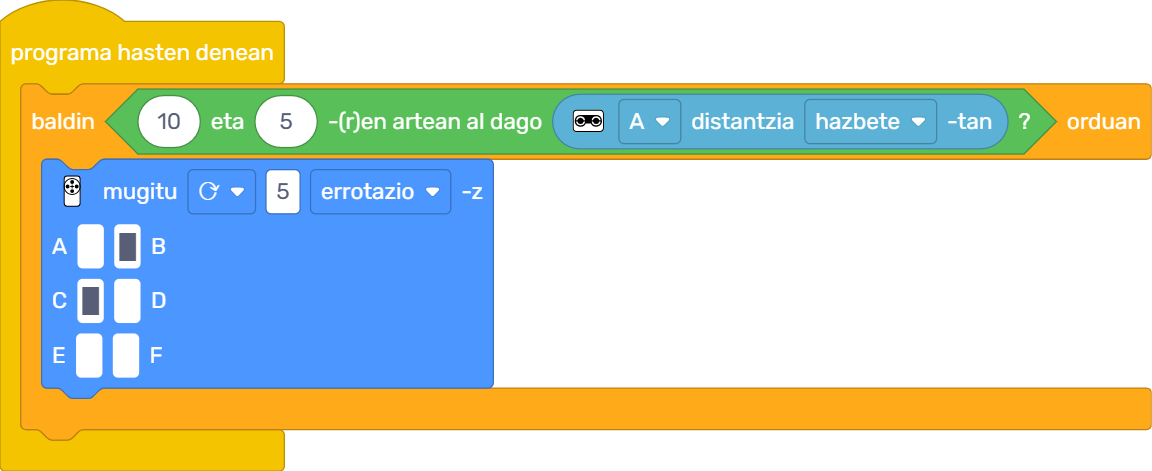 programa hasten denean
baldin 10 eta 5 -(r)en artean al dago A distantzia hazbete -tan ? orduan
mugitu 5 errotazio -z
A B
C D
E F